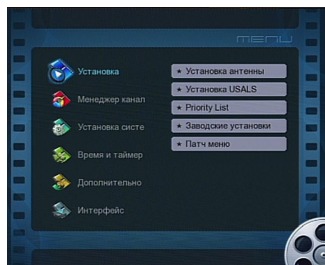 MENU
Установка
Менеджер канал
Установка систе
Время и таймер
Дополнительно
Интерфейс
★ Установка антенны
★ Установка USALS
★ Priority List
★ Заводские установки
★ Патч меню